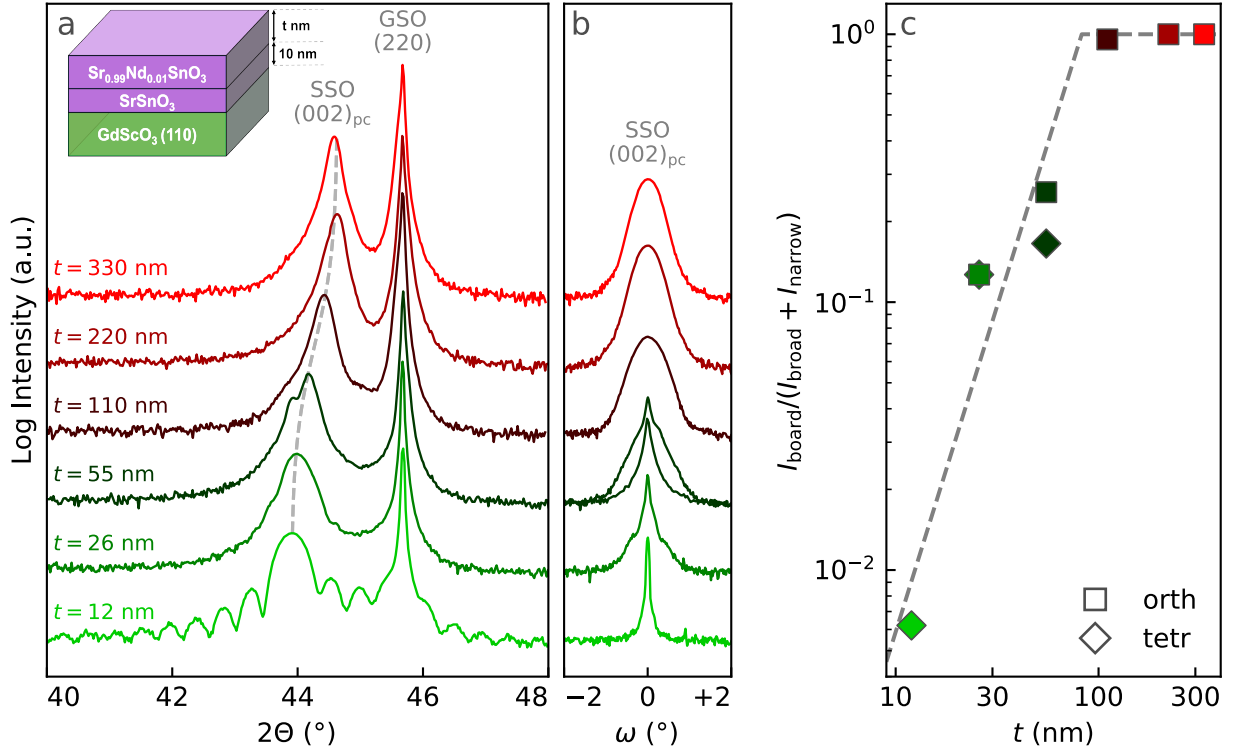 a
t nm
10 nm
Sr0.99Nd0.01SnO3
SrSnO3
GdScO3 (110)
GSO
(220)
SSO
(002)pc
t = 330 nm
t = 220 nm
t = 110 nm
t = 55 nm
t = 26 nm
t = 12 nm
Log Intensity (a.u.)
40 42 44 46 48
2Θ (°)
b
SSO
(002)pc
−2 0 +2
ω (°)
c
10^0
10^−1
10^−2
Iboard/(Ibroad + Inarrow)
orth
tetr
10 30 100 300
t (nm)